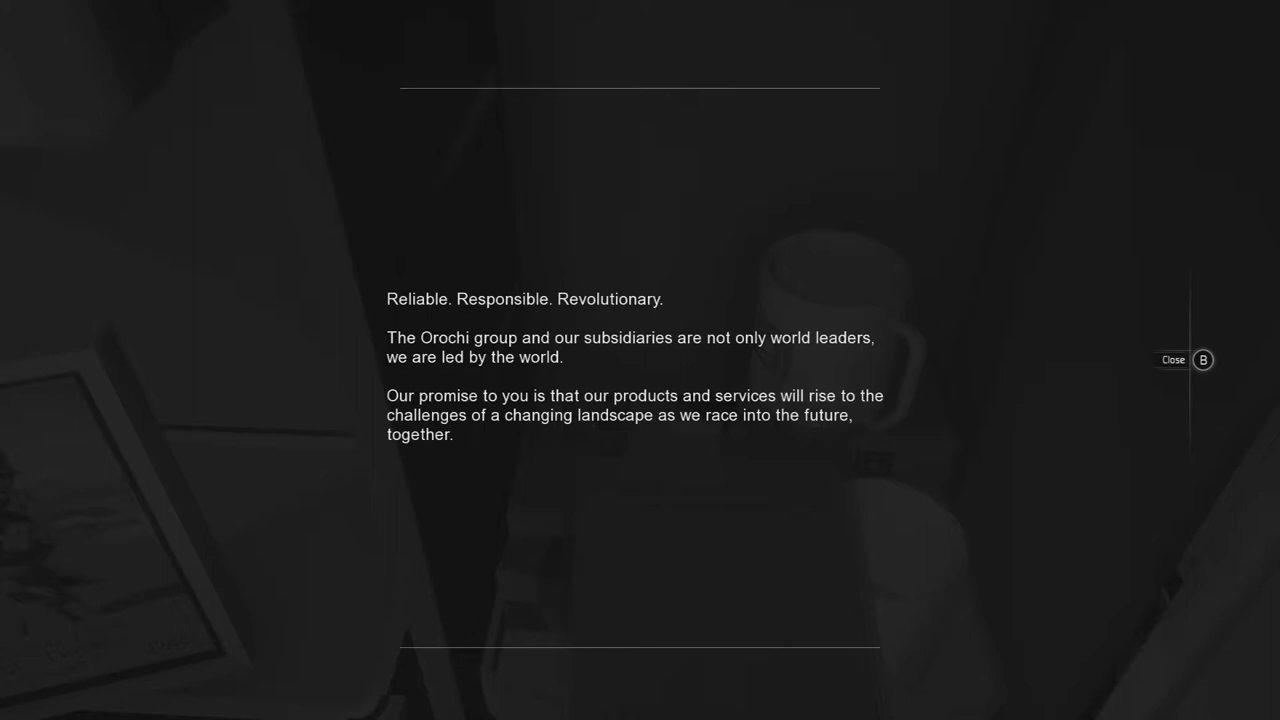 Reliable. Responsible. Revolutionary.
The Orochi group and our subsidiaries are not only world leaders,
we are led by the world.
Our promise to you is that our products and services will rise to the
challenges of a changing landscape as we race into the future,
together.
Close B